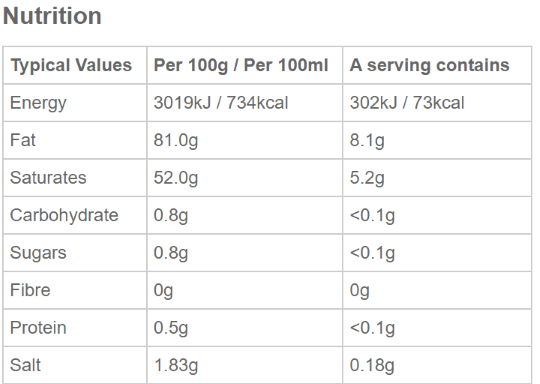 Nutrition
Typical Values Per 100g / Per 100ml A serving contains
Energy 3019kJ / 734kcal 302kJ / 73kcal
Fat 81.0g 8.1g
Saturates 52.0g 5.2g
Carbohydrate 0.8g <0.1g
Sugars 0.8g <0.1g
Fibre 0g 0g
Protein 0.5g <0.1g
Salt 1.83g 0.18g